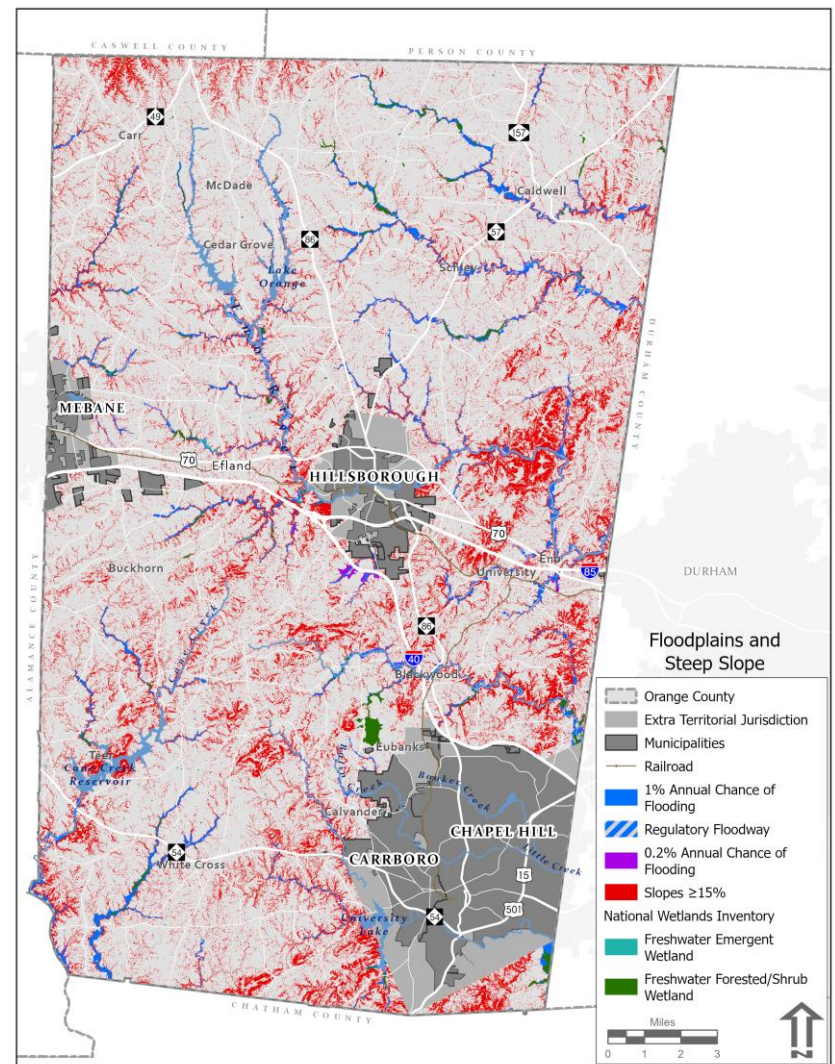 CASWELL COUNTY
PERSON COUNTY
49
Carr
157
McDade
Caldwell
Cedar Grove
86
57
Lake
Orange
Schley
DURHAM COUNTY
MEBANE
70
Efland
HILLSBOROUGH
70
Eno
Buckhorn
University
85
DURHAM
ALAMANCE COUNTY
Cane Creek
86
40
Blackwood
Teer
Cane Creek
Reservoir
Eubanks
Creek
Booker Creek
Calvander
CHAPEL HILL
CARRBORO
Little Creek
54
White Cross
15
University
Lake
54
501
CHATHAM COUNTY
Floodplains and
Steep Slope
Orange County
Extra Territorial Jurisdiction
Municipalities
Railroad
1% Annual Chance of
Flooding
Regulatory Floodway
0.2% Annual Chance of
Flooding
Slopes ≥15%
National Wetlands Inventory
Freshwater Emergent
Wetland
Freshwater Forested/Shrub
Wetland
Miles
0 1 2 3
N